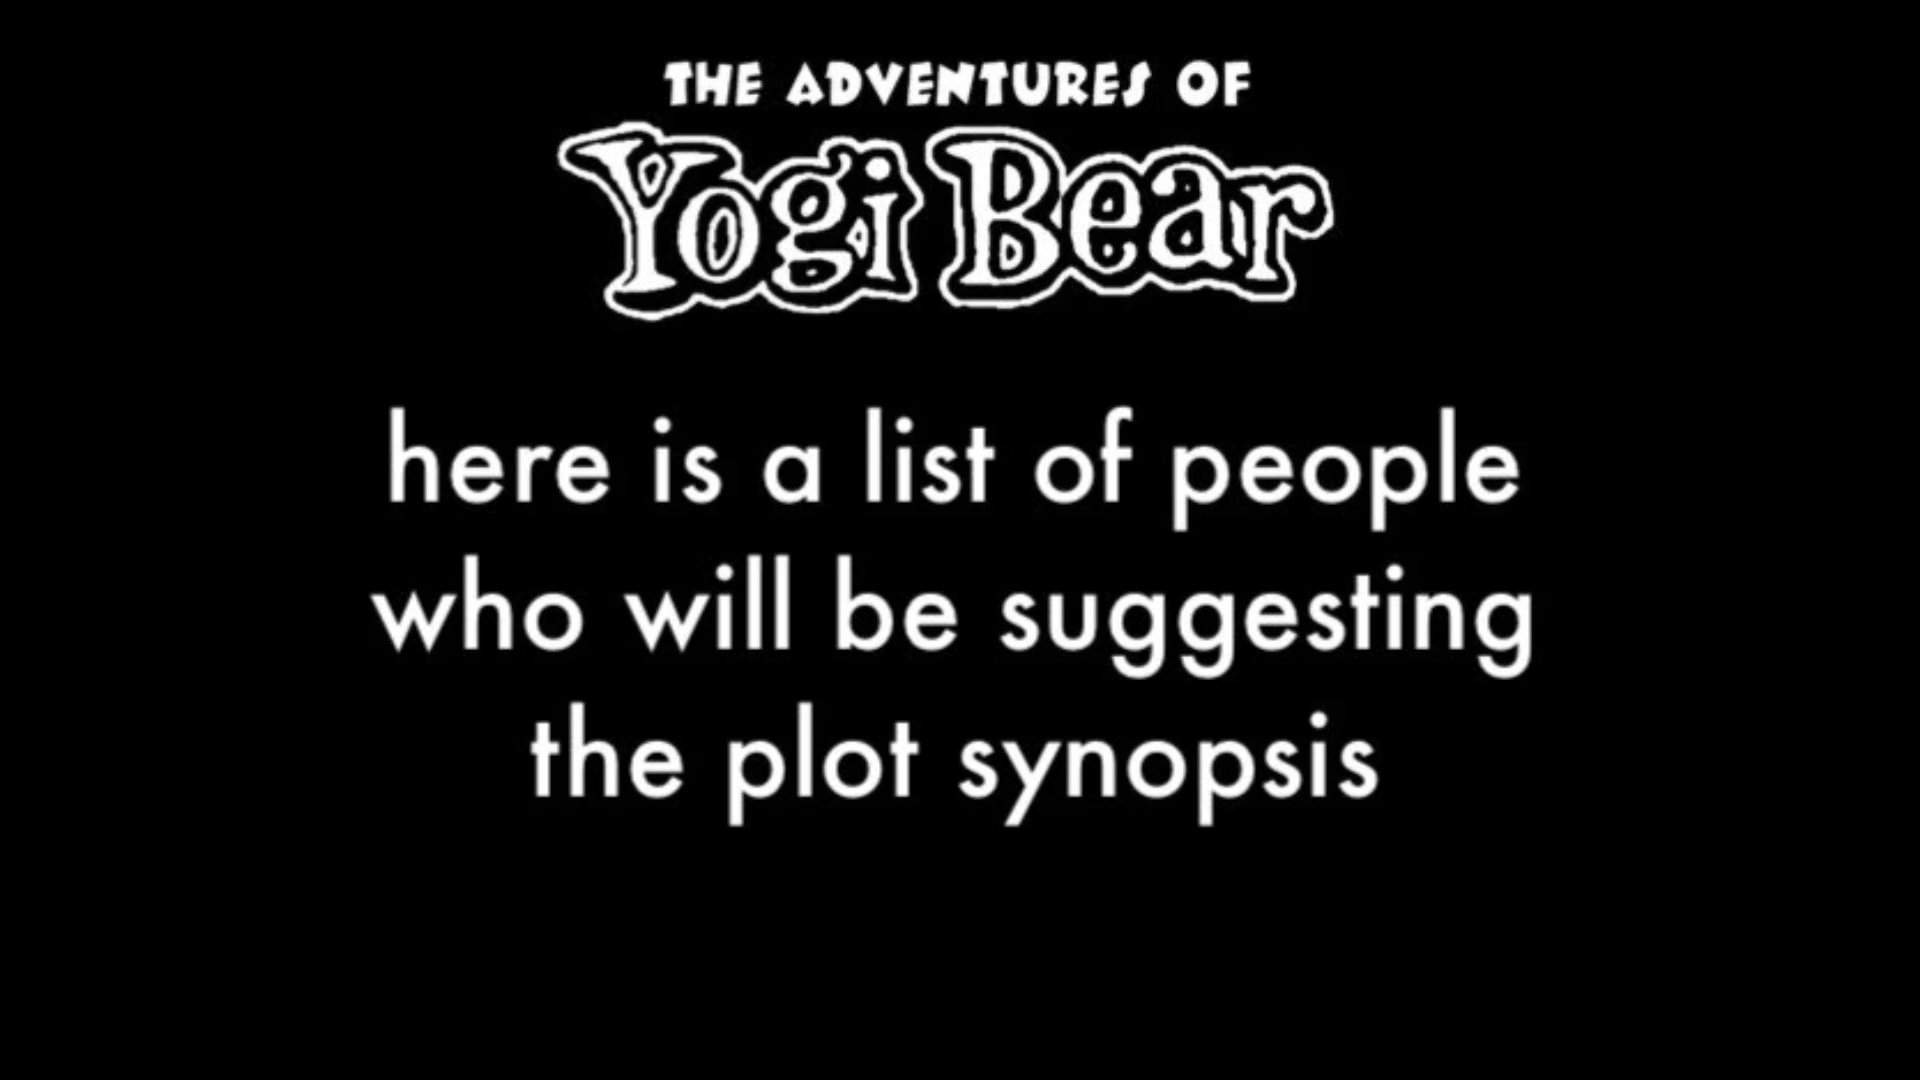 THE ADVENTURES OF
Yogi Bear
here is a list of people
who will be suggesting
the plot synopsis